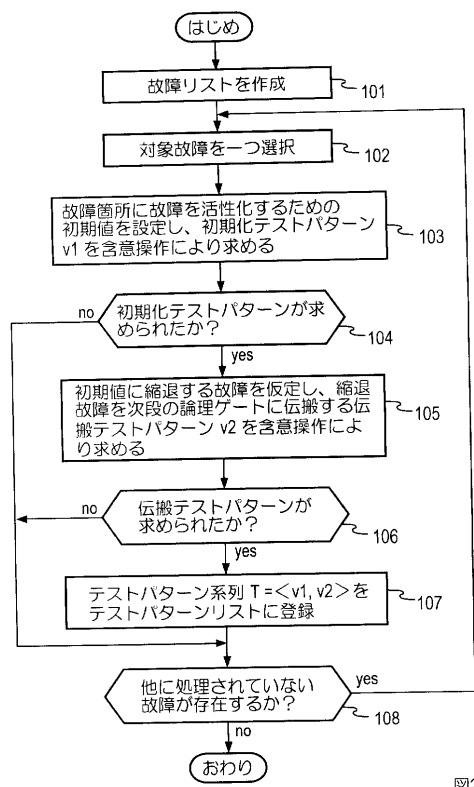 はじめ
故障リストを作成
101
対象故障を一つ選択
102
故障箇所に故障を活性化するための
初期値を設定し、初期化テストパターン
v1を含意操作により求める
103
no
初期化テストパターンが求
められたか？
104
yes
初期値に縮退する故障を仮定し、縮退
故障を次段の論理ゲートに伝搬する伝
搬テストパターンv2を含意操作によ
り求める
105
no
伝搬テストパターンが
求められたか？
106
yes
テストパターン系列 T =＜v1, v2＞を
テストパターンリストに登録
107
他に処理されていない
故障が存在するか？
yes
108
no
おわり